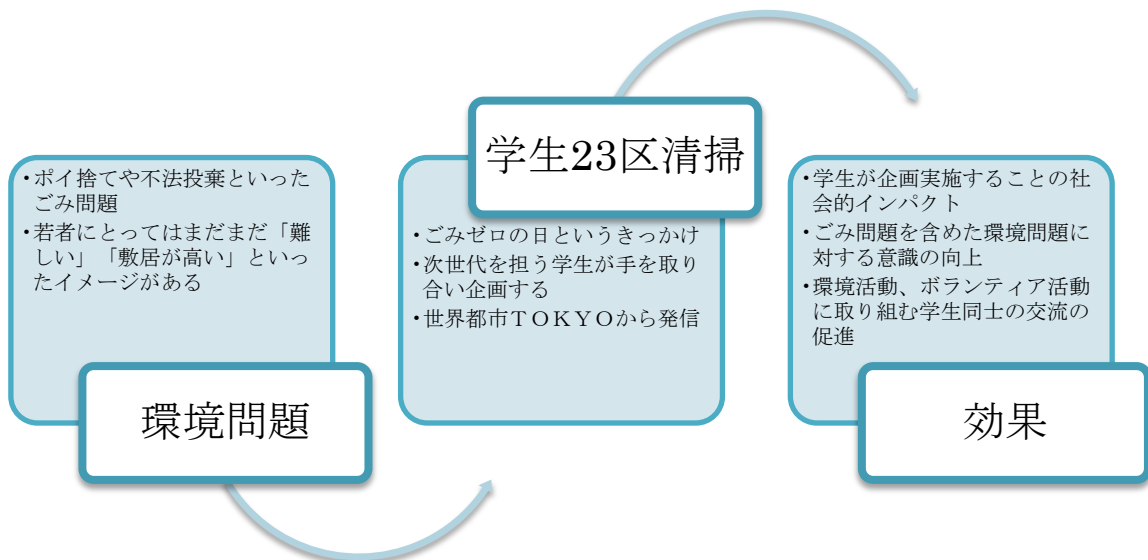 ・ポイ捨てや不法投棄といった
ごみ問題
・若者にとってはまだまだ「難
しい」「敷居が高い」といっ
たイメージがある
環境問題
学生23区清掃
・ごみゼロの日というきっかけ
・次世代を担う学生が手を取り
合い企画する
・世界都市ＴＯＫＹＯから発信
・学生が企画実施することの社
会的インパクト
・ごみ問題を含めた環境問題に
対する意識の向上
・環境活動、ボランティア活動
に取り組む学生同士の交流の
促進
効果